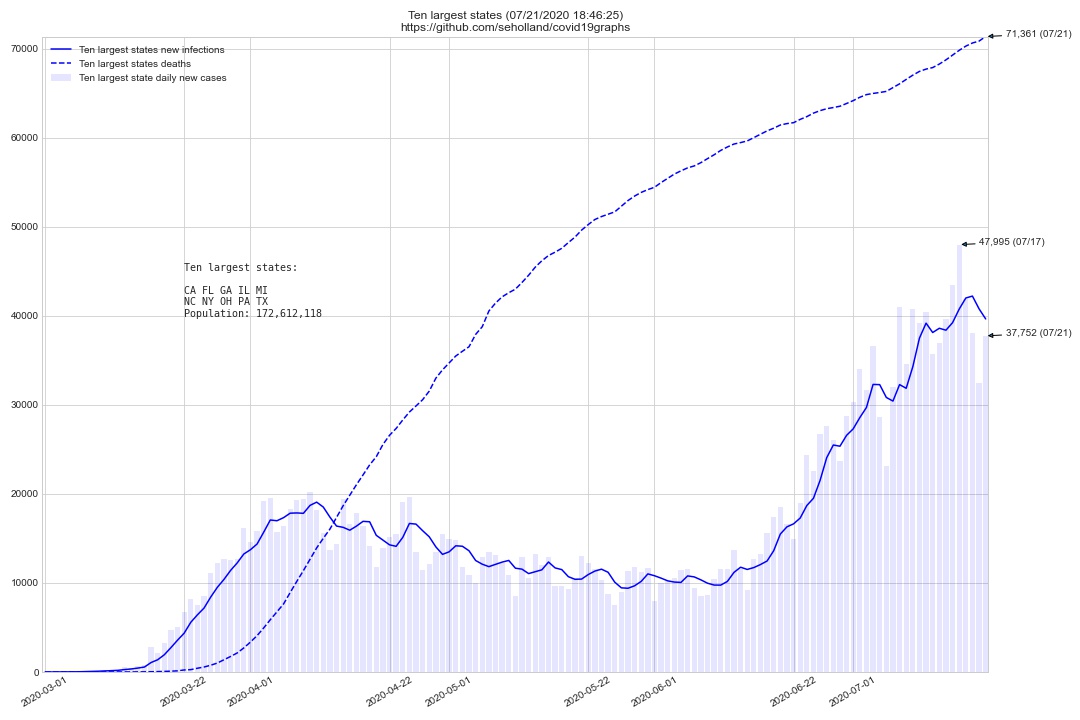 Ten largest states (07/21/2020 18:46:25)
https://github.com/seholland/covid19graphs
71,361 (07/21)
70000
Ten largest states new infections
Ten largest states deaths
Ten largest state daily new cases
60000
50000
47,995 (07/17)
Ten largest states:
CA FL GA IL MI
NC NY OH PA TX
Population: 172,612,118
40000
37,752 (07/21)
30000
20000
10000
0
2020-03-01
2020-03-22
2020-04-01
2020-04-22
2020-05-01
2020-05-22
2020-06-01
2020-06-22
2020-07-01